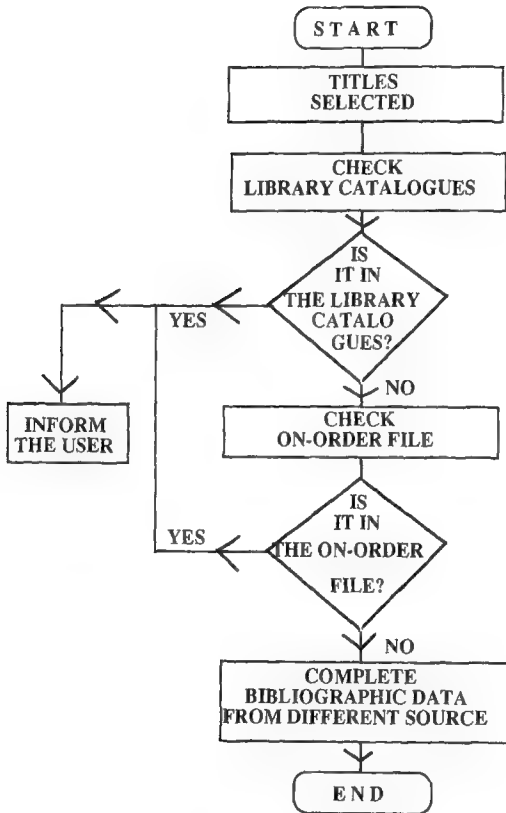 START
TITLES
SELECTED
CHECK
LIBRARY CATALOGUES
IS
IT IN
THE LIBRARY
CATALO
GUES?
YES
NO
INFORM
THE USER
CHECK
ON-ORDER FILE
IS
IT IN
THE ON-ORDER
FILE?
YES
NO
COMPLETE
BIBLIOGRAPHIC DATA
FROM DIFFERENT SOURCE
END